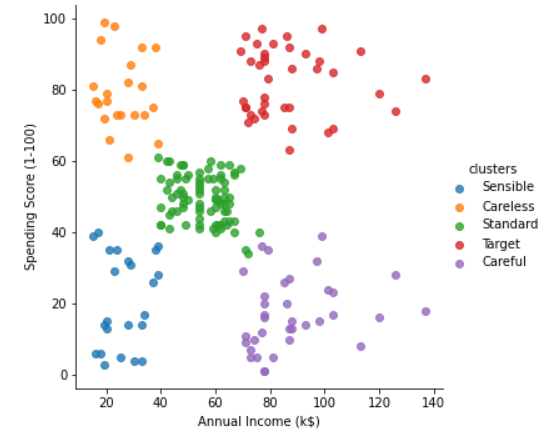 100
80
60
40
20
0
Spending Score (1-100)
20 40 60 80 100 120 140
Annual Income (k$)
clusters
Sensible
Careless
Standard
Target
Careful